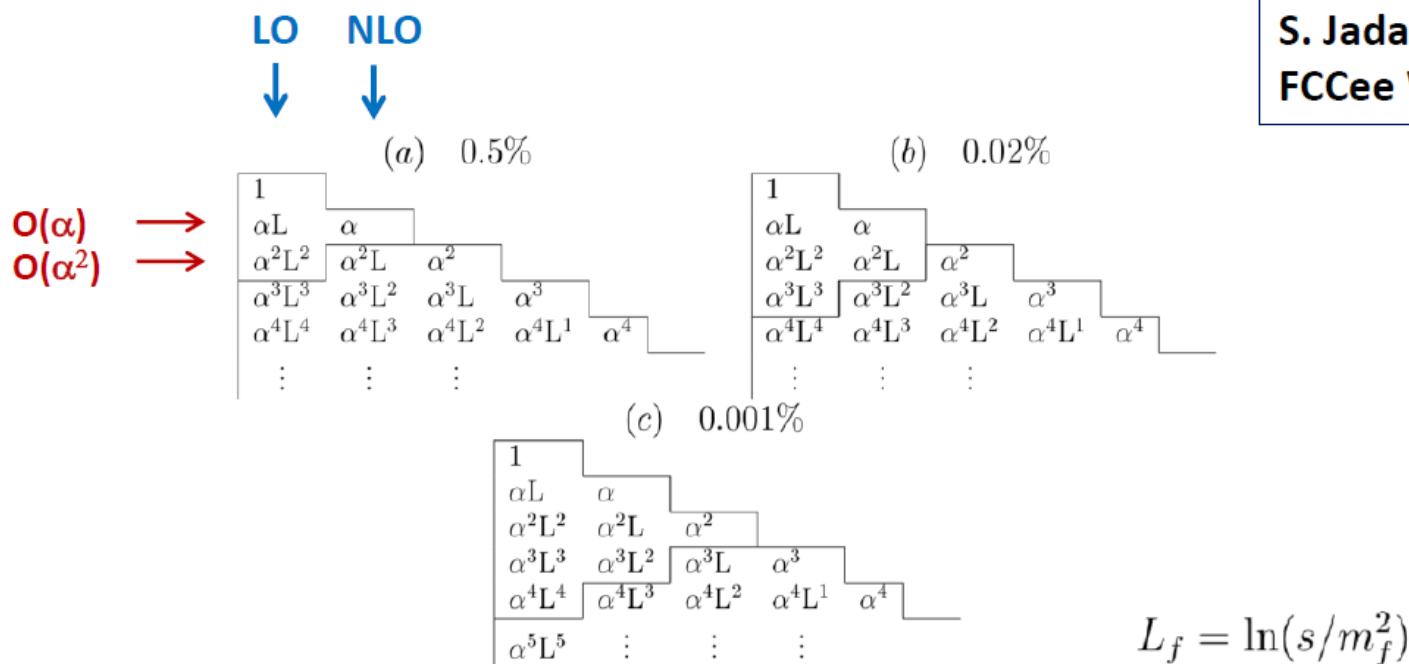 LO NLO
S. Jada
FCCee
(a) 0.5%
1
O(α) αL α
O(α²) α²L² α²L α²
α³L³ α³L² α³L α³
α⁴L⁴ α⁴L³ α⁴L² α⁴L¹ α⁴
⋮ ⋮ ⋮
(b) 0.02%
1
αL α
α²L² α²L α²
α³L³ α³L² α³L α³
α⁴L⁴ α⁴L³ α⁴L² α⁴L¹ α⁴
⋮ ⋮ ⋮
(c) 0.001%
1
αL α
α²L² α²L α²
α³L³ α³L² α³L α³
α⁴L⁴ α⁴L³ α⁴L² α⁴L¹ α⁴
α⁵L⁵ ⋮ ⋮ ⋮
L_f = ln(s/m_f²)